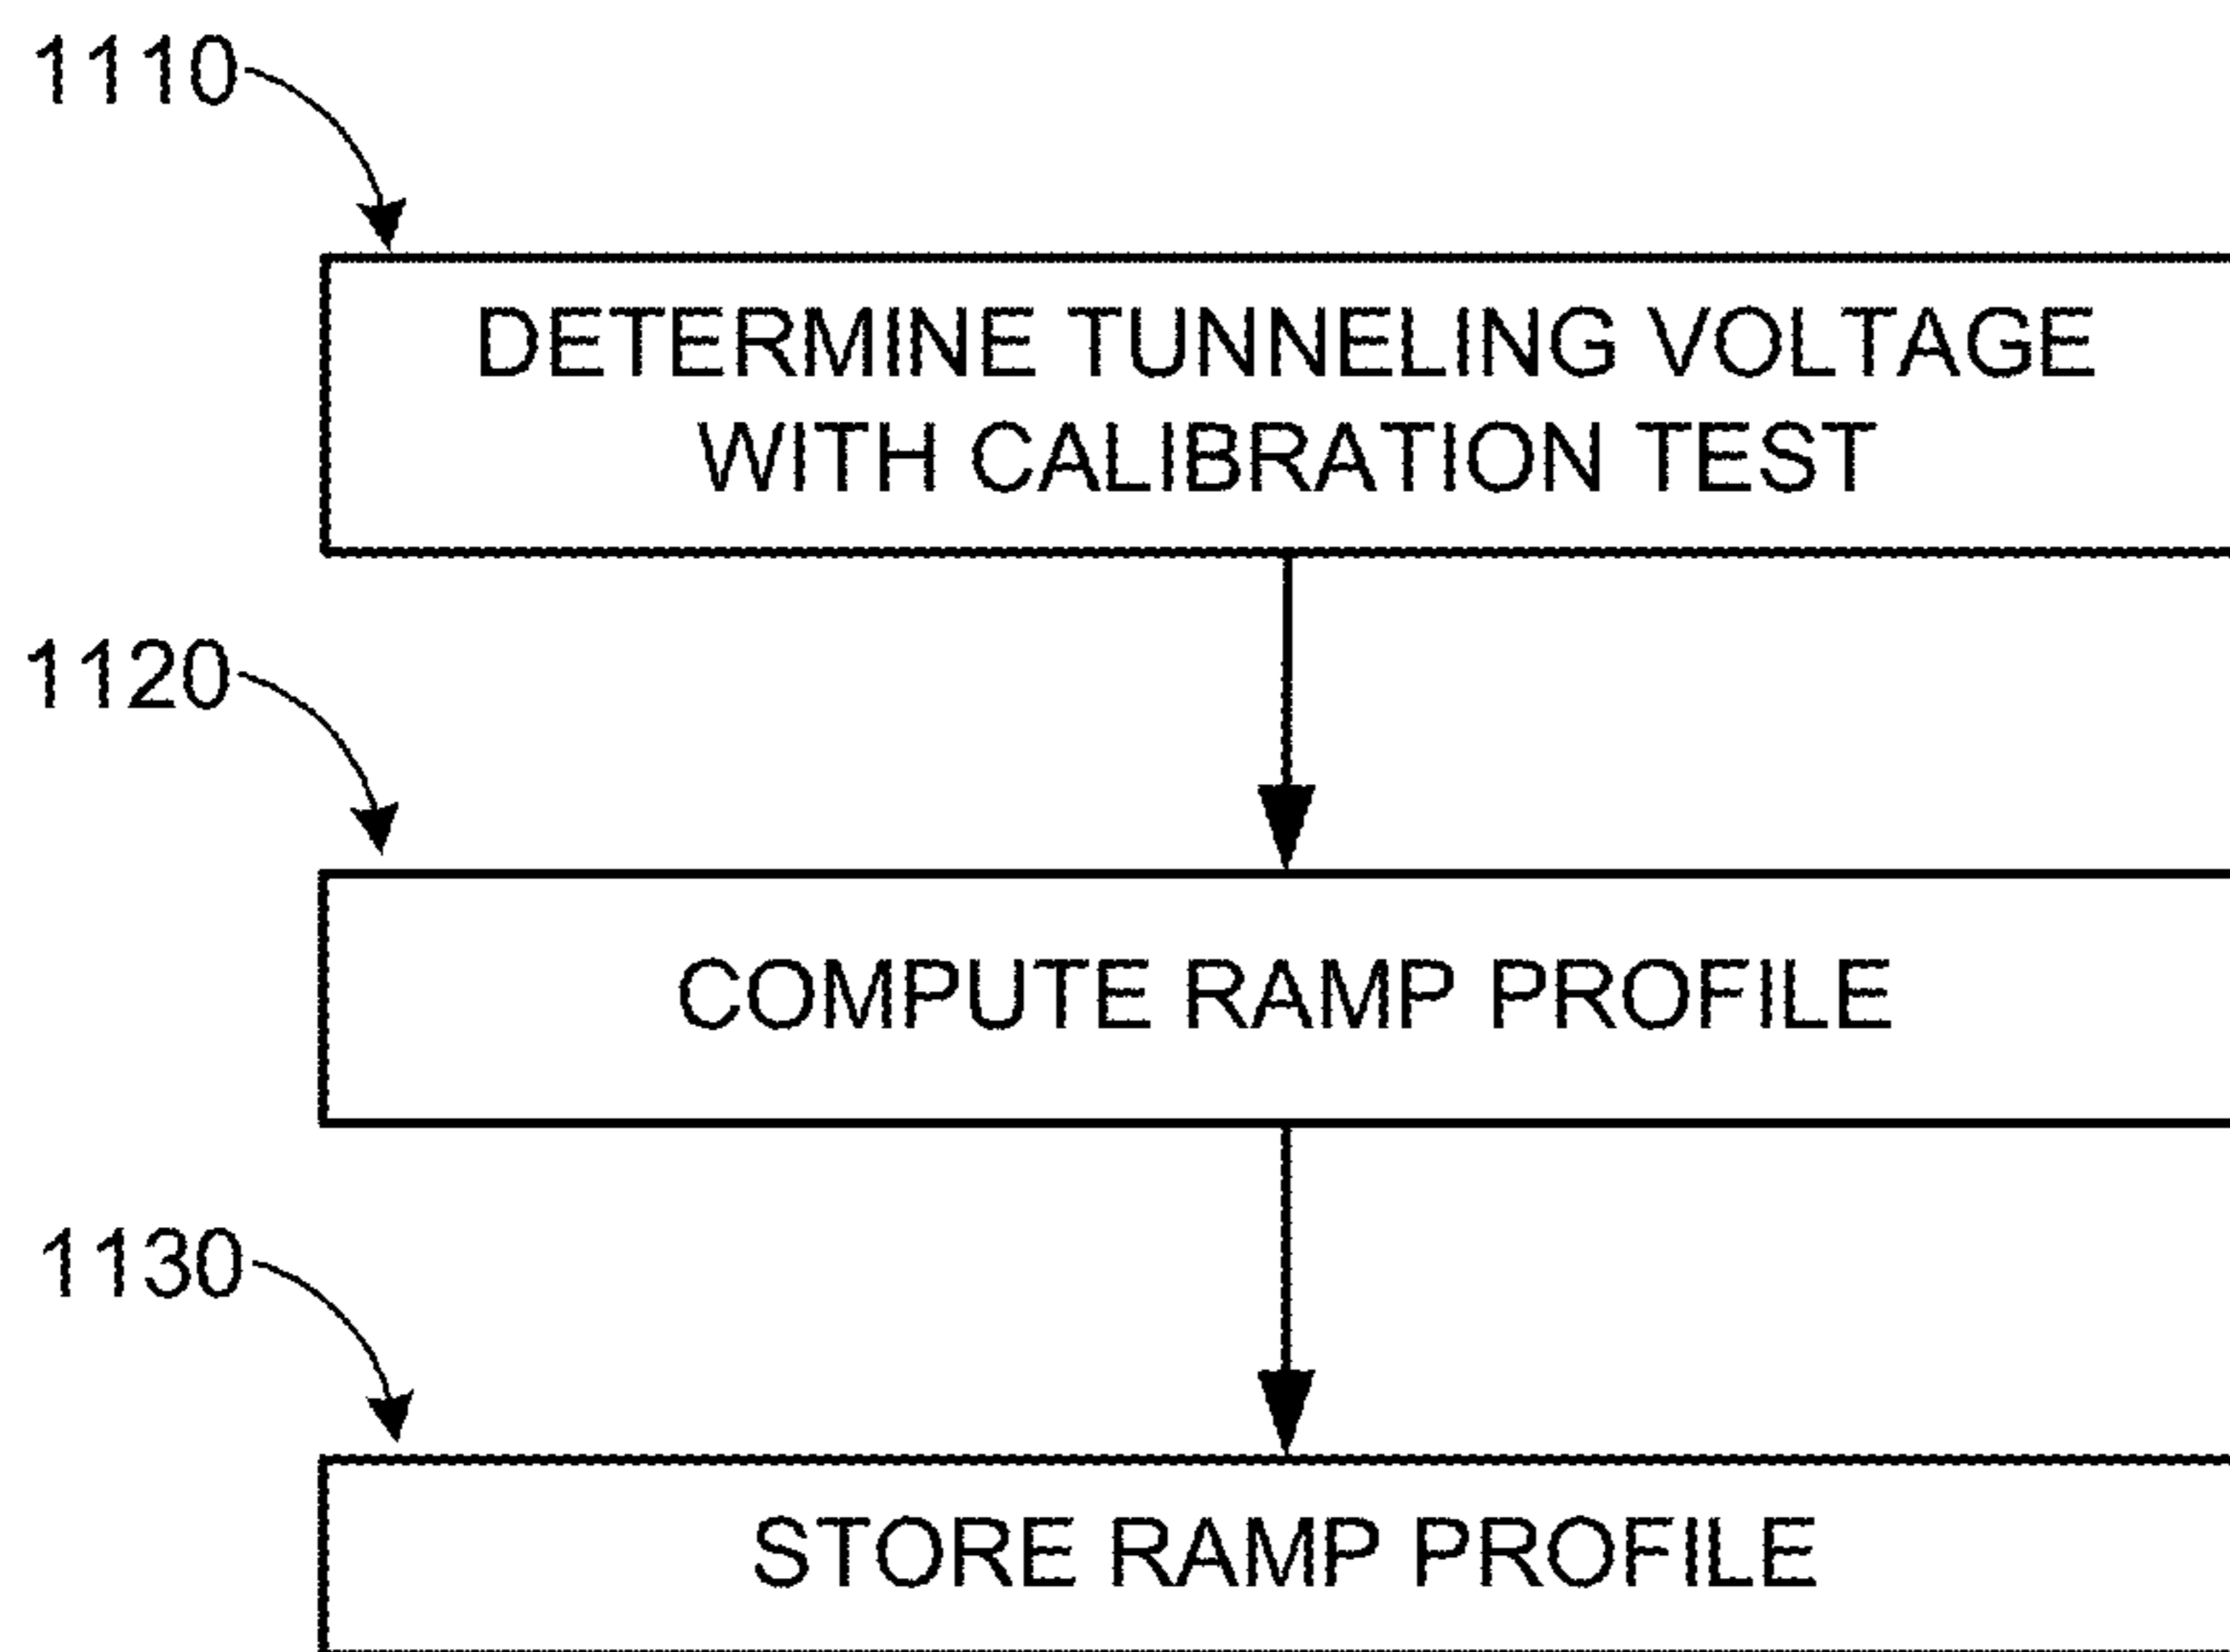 1110
DETERMINE TUNNELING VOLTAGE
WITH CALIBRATION TEST
1120
COMPUTE RAMP PROFILE
1130
STORE RAMP PROFILE